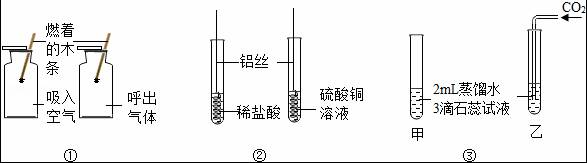 燃着
的木
条
吸入
空气
呼出
气体
①
铝丝
稀盐酸
硫酸铜
溶液
②
CO₂
2mL蒸馏水
3滴石蕊试液
甲
乙
③